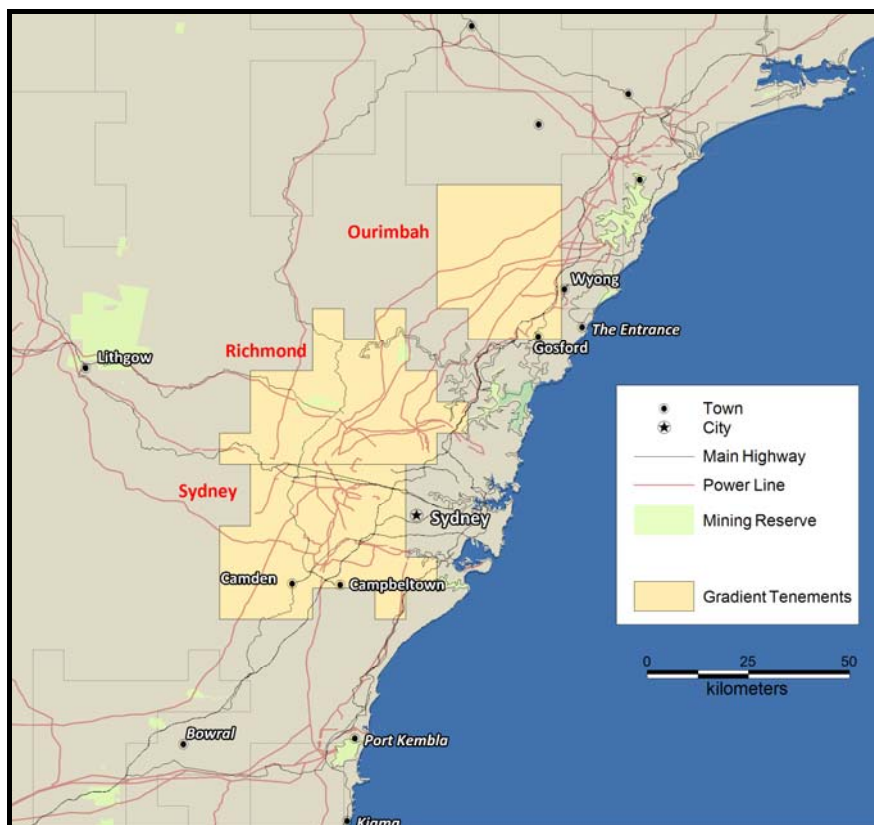 Ourimbah
Wyong
The Entrance
Gosford
Richmond
Lithgow
Sydney
Sydney
Camden
Campbeltown
Bowral
Port Kembla
Kiama
Town
City
Main Highway
Power Line
Mining Reserve
Gradient Tenements
0 25 50
kilometers